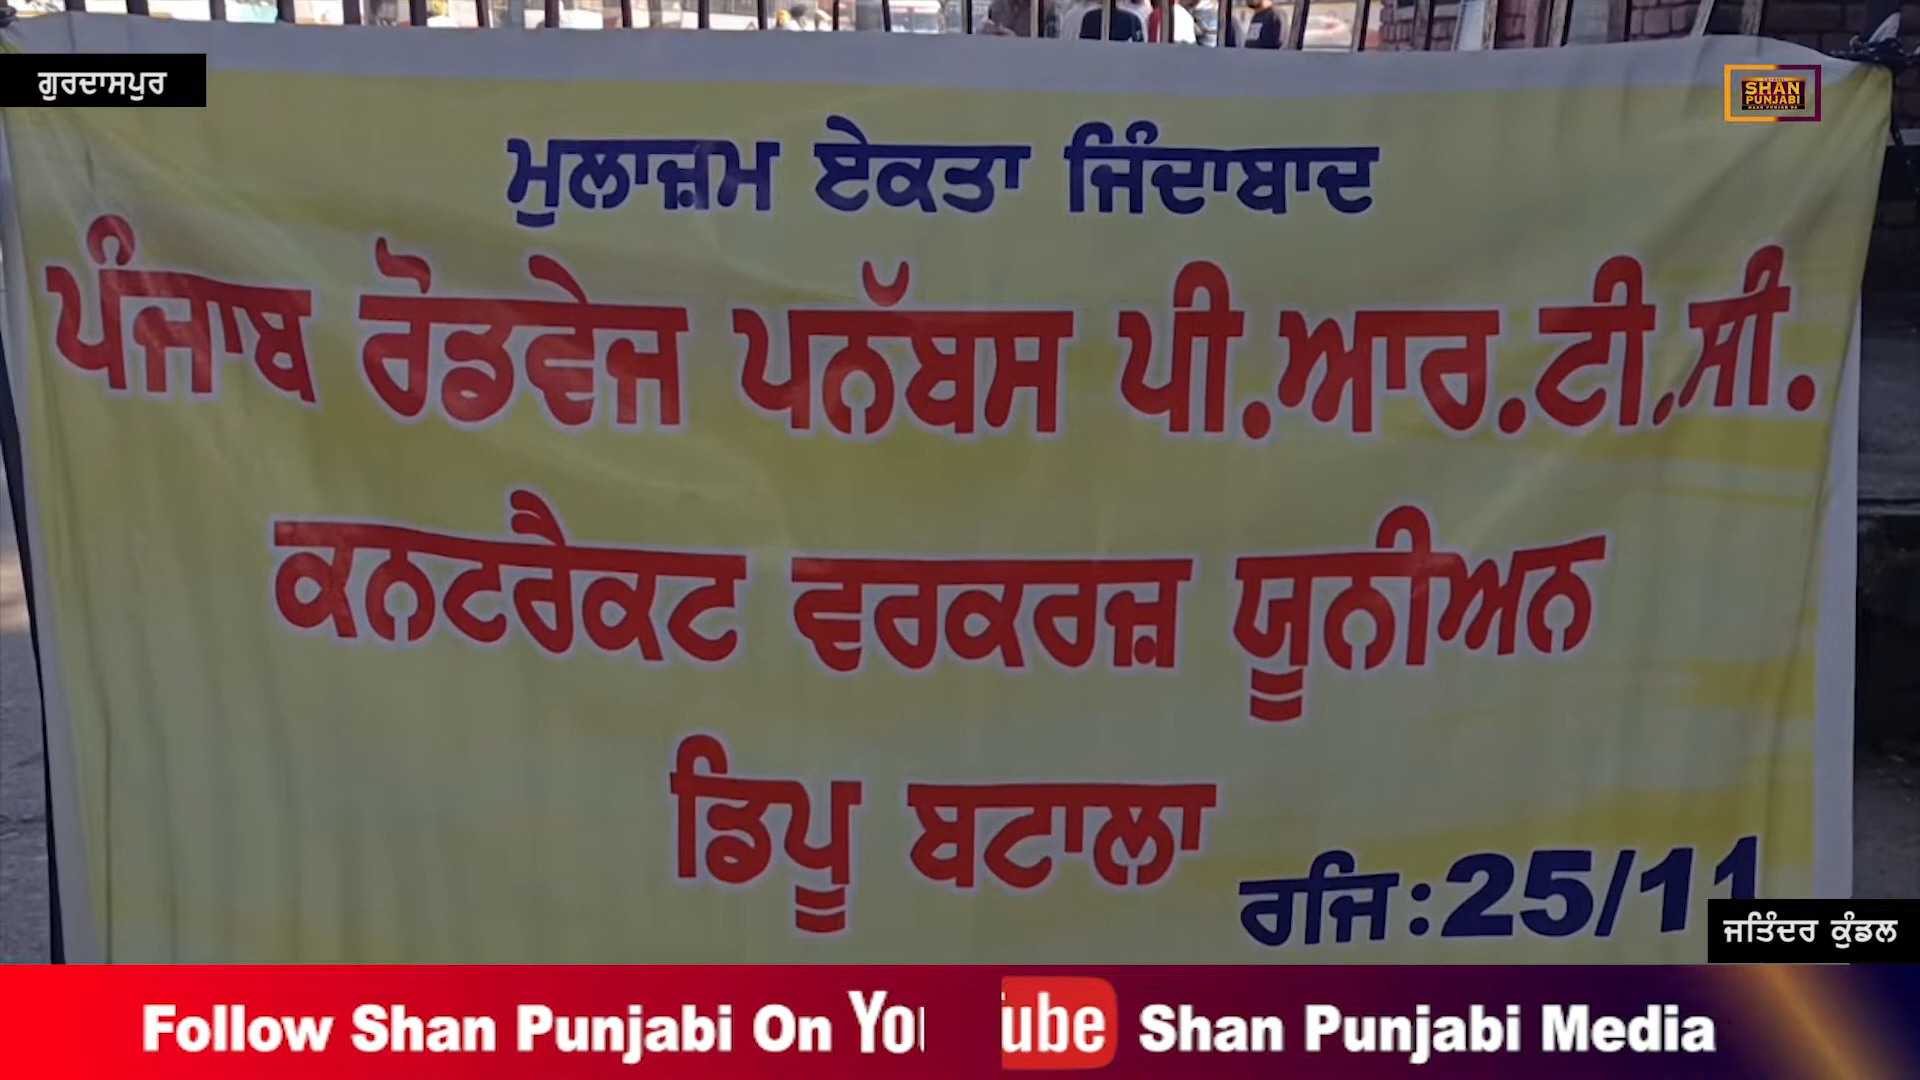 ਗੁਰਦਾਸਪੁਰ
SHAN
PUNJABI
ਮੁਲਾਜ਼ਮ ਏਕਤਾ ਜਿੰਦਾਬਾਦ
ਪੰਜਾਬ ਰੋਡਵੇਜ ਪਨੱਬਸ ਪੀ.ਆਰ.ਟੀ.ਸੀ.
ਕਨਟਰੈਕਟ ਵਰਕਰਜ਼ ਯੂਨੀਅਨ
ਡਿਪੂ ਬਟਾਲਾ
ਰਜਿ:25/11
ਜਤਿੰਦਰ ਕੁੰਡਲ
Follow Shan Punjabi On You ube Shan Punjabi Media